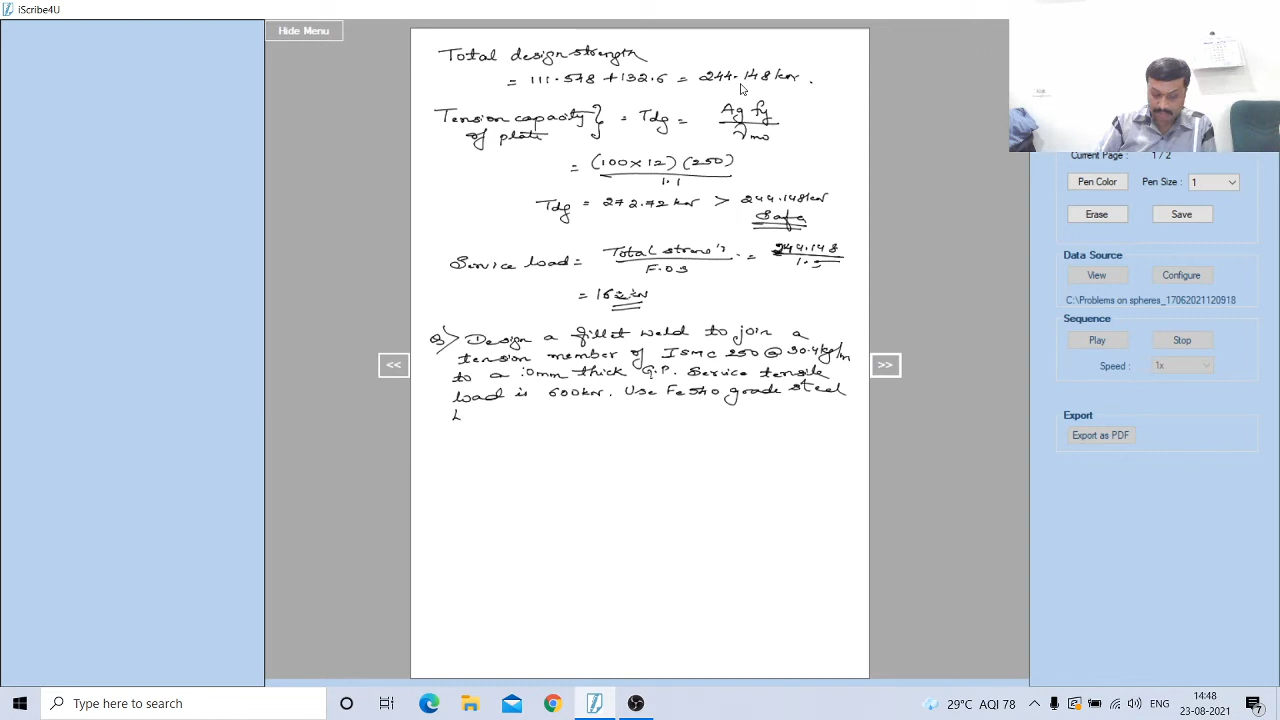 iScribe4U
Hide Menu
Total design strength
= 111.578 + 132.6 = 244.148 kN.
Tension capacity of plate } = Tdg = Ag fy / γmo
= (100 × 12) (250) / 1.1
Tdg = 272.72 kN > 244.148 kN
Safe
Service load = Total / F.O.S = 244.148 / 1.5
= 162 kN
Q> Design a fillet weld to join a
tension member of ISMC 250 @ 30.4 kg/m
to a 10mm thick G.P. Service tensile
load is 600kN. Use Fe540 grade steel
<<
>>
Current Page : 1 / 2
Pen Color
Pen Size : 1
Erase
Save
Data Source
View
Configure
C:\Problems on spheres_17062021120918
Sequence
Play
Stop
Speed : 1x
Export
Export as PDF
Type here to search
29°C AQI 78
ENG
14:48
23-08-2021
7